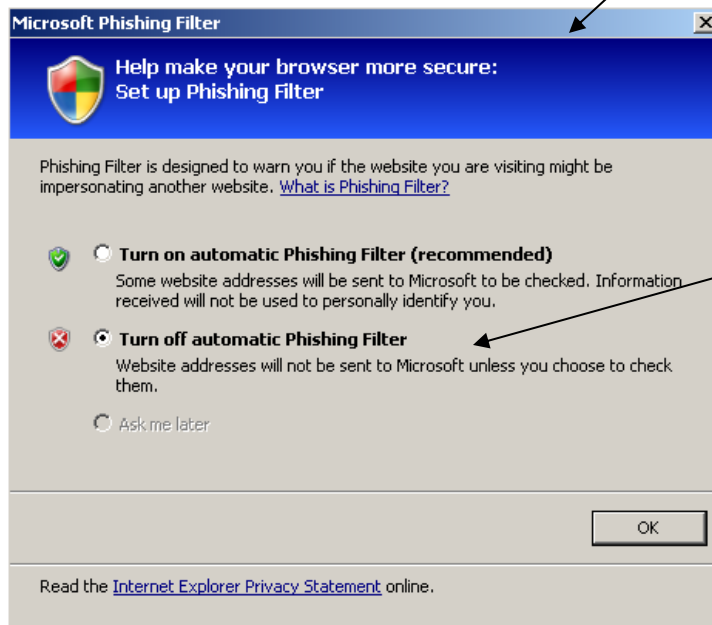 Microsoft Phishing Filter
Help make your browser more secure:
Set up Phishing Filter
Phishing Filter is designed to warn you if the website you are visiting might be
impersonating another website. What is Phishing Filter?
Turn on automatic Phishing Filter (recommended)
Some website addresses will be sent to Microsoft to be checked. Information
received will not be used to personally identify you.
Turn off automatic Phishing Filter
Website addresses will not be sent to Microsoft unless you choose to check
them.
Ask me later
OK
Read the Internet Explorer Privacy Statement online.